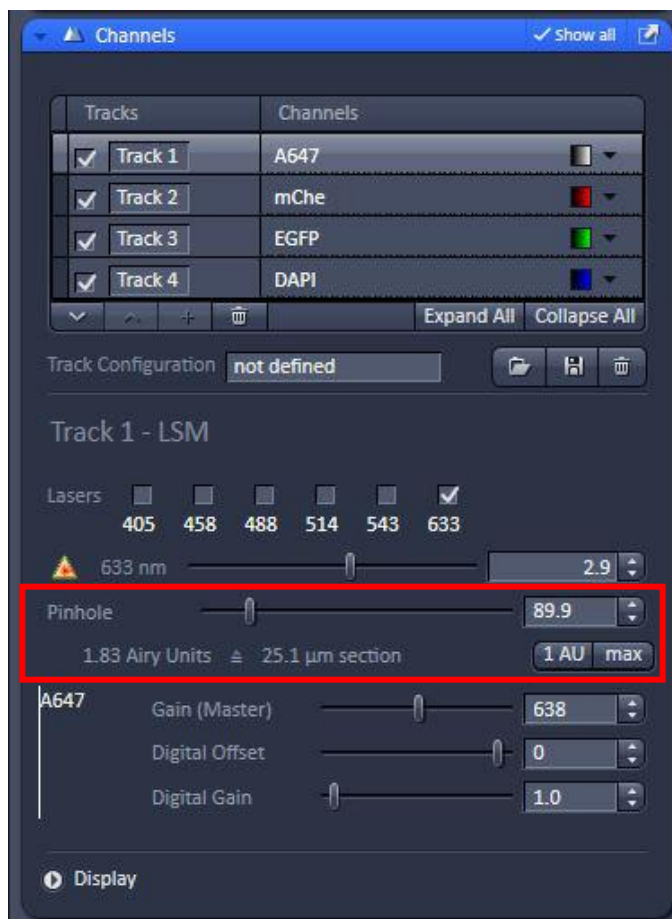 Channels Show all
Tracks Channels
Track 1 A647
Track 2 mChe
Track 3 EGFP
Track 4 DAPI
Expand All Collapse All
Track Configuration not defined
Track 1 - LSM
Lasers
405 458 488 514 543 633
633 nm 2.9
Pinhole 89.9
1.83 Airy Units ≙ 25.1 µm section 1 AU max
A647 Gain (Master) 638
Digital Offset 0
Digital Gain 1.0
Display